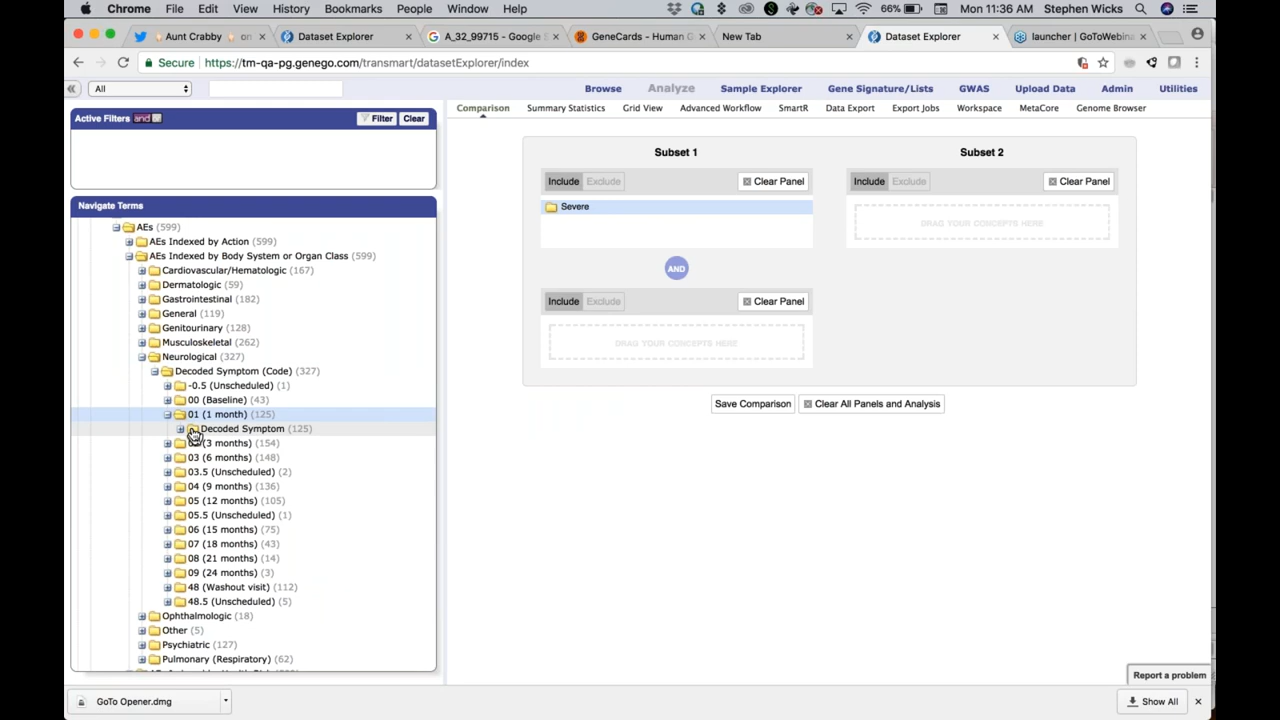 Chrome File Edit View History Bookmarks People Window Help 66% Mon 11:36 AM Stephen Wicks
Aunt Crabby on Dataset Explorer A_32_99715 - Google S GeneCards - Human G New Tab Dataset Explorer launcher | GoToWebina
Secure https://tm-qa-pg.genego.com/transmart/datasetExplorer/index
All Browse Analyze Sample Explorer Gene Signature/Lists GWAS Upload Data Admin Utilities
Comparison Summary Statistics Grid View Advanced Workflow SmartR Data Export Export Jobs Workspace MetaCore Genome Browser
Active Filters and Filter Clear
Subset 1 Subset 2
Include Exclude Clear Panel Include Exclude Clear Panel
Navigate Terms
Severe
DRAG YOUR CONCEPTS HERE
AEs (599)
AEs Indexed by Action (599)
AEs Indexed by Body System or Organ Class (599)
AND
Cardiovascular/Hematologic (167)
Dermatologic (59)
Gastrointestinal (182)
Include Exclude Clear Panel
General (119)
Genitourinary (128)
Musculoskeletal (262)
DRAG YOUR CONCEPTS HERE
Neurological (327)
Decoded Symptom (Code) (327)
-0.5 (Unscheduled) (1)
00 (Baseline) (43)
Save Comparison Clear All Panels and Analysis
01 (1 month) (125)
Decoded Symptom (125)
(3 months) (154)
03 (6 months) (148)
03.5 (Unscheduled) (2)
04 (9 months) (136)
05 (12 months) (105)
05.5 (Unscheduled) (1)
06 (15 months) (75)
07 (18 months) (43)
08 (21 months) (14)
09 (24 months) (3)
48 (Washout visit) (112)
48.5 (Unscheduled) (5)
Ophthalmologic (18)
Other (5)
Psychiatric (127)
Pulmonary (Respiratory) (62)
Report a problem
GoTo Opener.dmg Show All